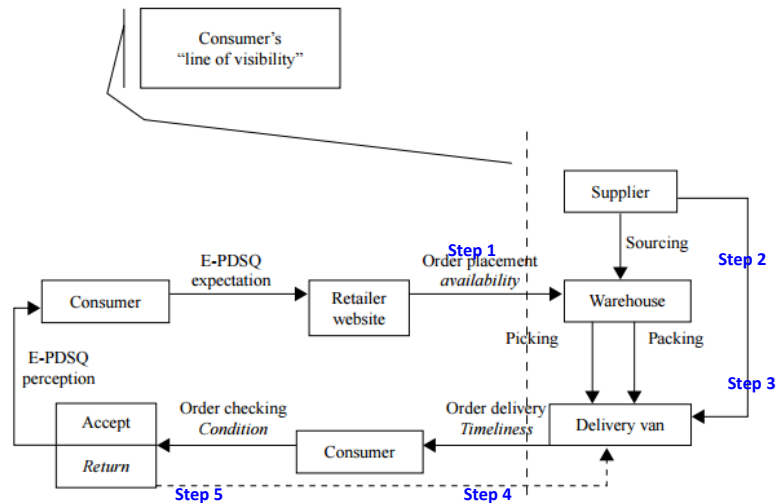 Consumer's
"line of visibility"
Supplier
Step 1
Sourcing
Step 2
E-PDSQ
expectation
Order placement
availability
Consumer
Retailer
website
Warehouse
Picking
Packing
E-PDSQ
perception
Step 3
Accept
Return
Order checking
Condition
Consumer
Order delivery
Timeliness
Delivery van
Step 5
Step 4